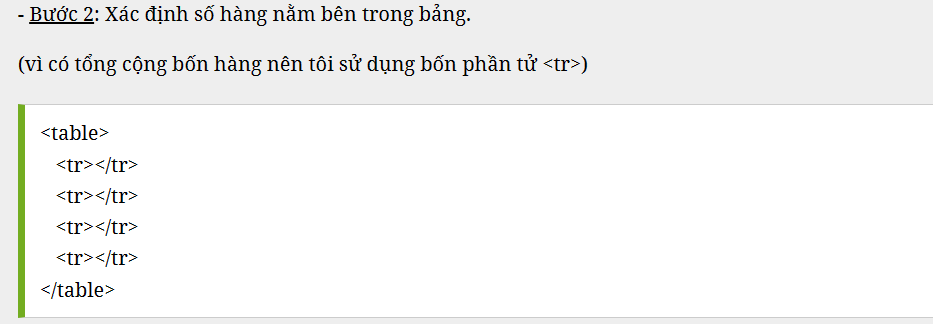 - Bước 2: Xác định số hàng nằm bên trong bảng.
(vì có tổng cộng bốn hàng nên tôi sử dụng bốn phần tử <tr>)
<table>
<tr></tr>
<tr></tr>
<tr></tr>
<tr></tr>
</table>